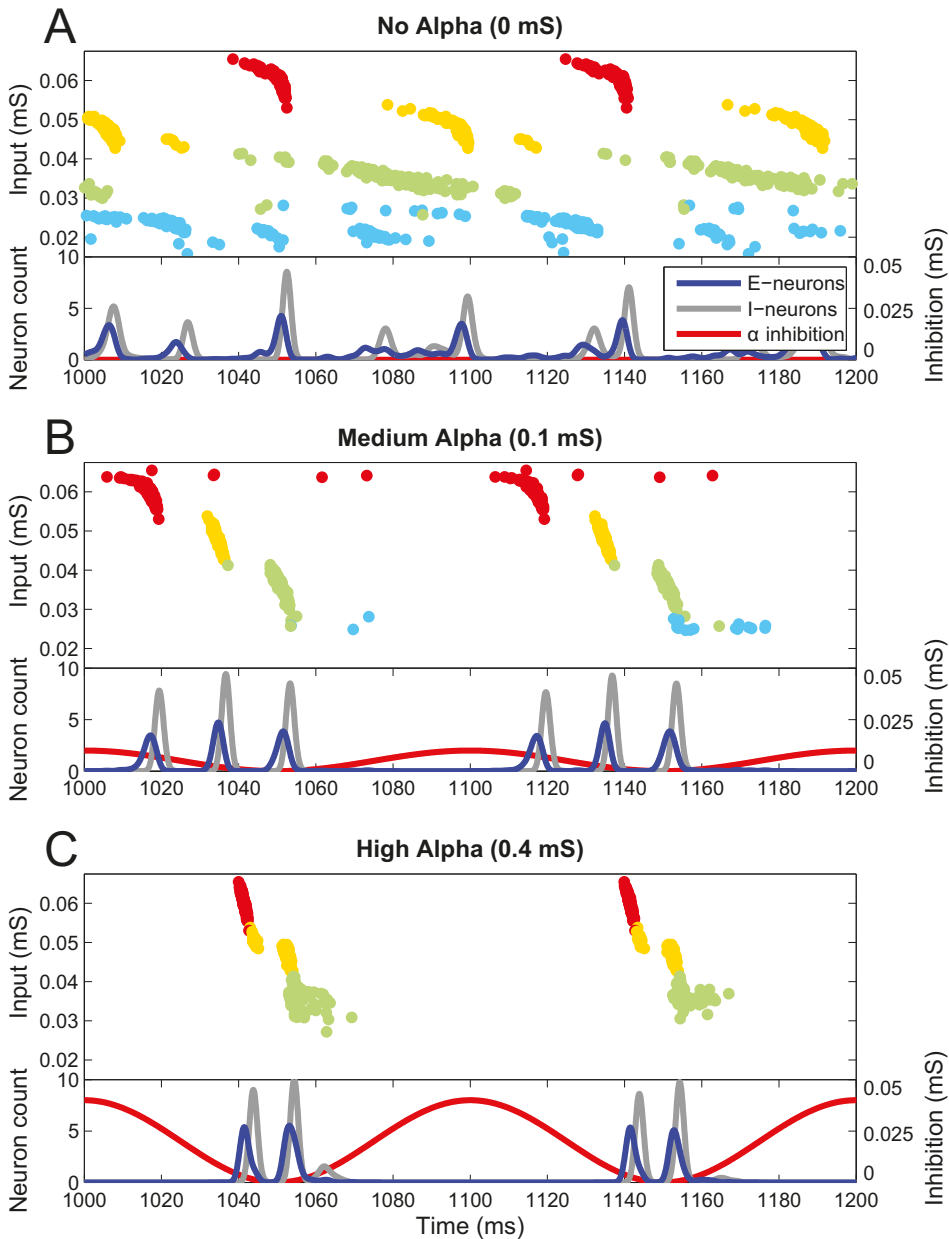 A
No Alpha (0 mS)
Input (mS)
0.06
0.05
0.04
0.03
0.02
Neuron count
10
5
0
E-neurons
I-neurons
α inhibition
0.05
0.025
0
Inhibition (mS)
1000 1020 1040 1060 1080 1100 1120 1140 1160 1180 1200
B
Medium Alpha (0.1 mS)
Input (mS)
0.06
0.05
0.04
0.03
0.02
Neuron count
10
5
0
0.05
0.025
0
Inhibition (mS)
1000 1020 1040 1060 1080 1100 1120 1140 1160 1180 1200
C
High Alpha (0.4 mS)
Input (mS)
0.06
0.05
0.04
0.03
0.02
Neuron count
10
5
0
0.05
0.025
0
Inhibition (mS)
1000 1020 1040 1060 1080 1100 1120 1140 1160 1180 1200
Time (ms)